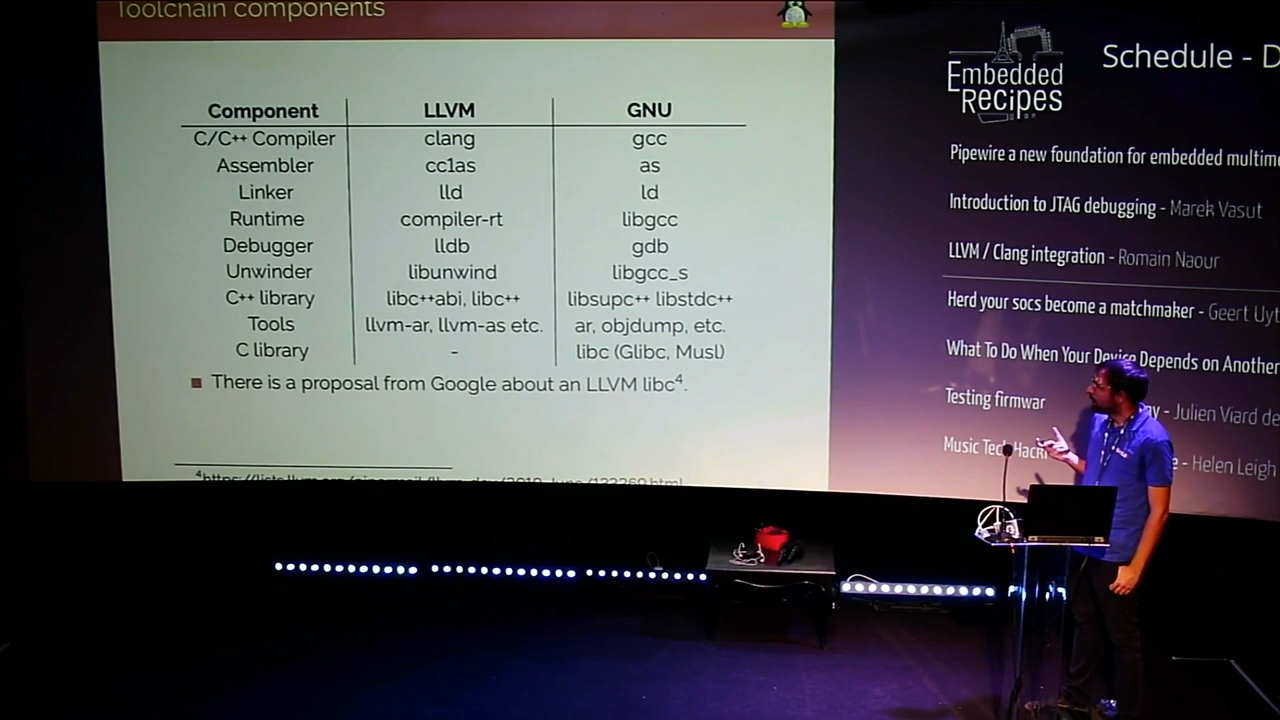 Toolchain components
Component LLVM GNU
C/C++ Compiler clang gcc
Assembler cc1as as
Linker lld ld
Runtime compiler-rt libgcc
Debugger lldb gdb
Unwinder libunwind libgcc_s
C++ library libc++abi, libc++ libsupc++ libstdc++
Tools llvm-ar, llvm-as etc. ar, objdump, etc.
C library - libc (Glibc, Musl)
There is a proposal from Google about an LLVM libc4.
Embedded
Recipes
Schedule - D
Pipewire a new foundation for embedded multim
Introduction to JTAG debugging - Marek Vasut
LLVM / Clang integration - Romain Naour
Herd your socs become a matchmaker - Geert Uyt
What To Do When Your Device Depends on Another
Testing firmwar - Julien Viard de
Music Tech - Helen Leigh